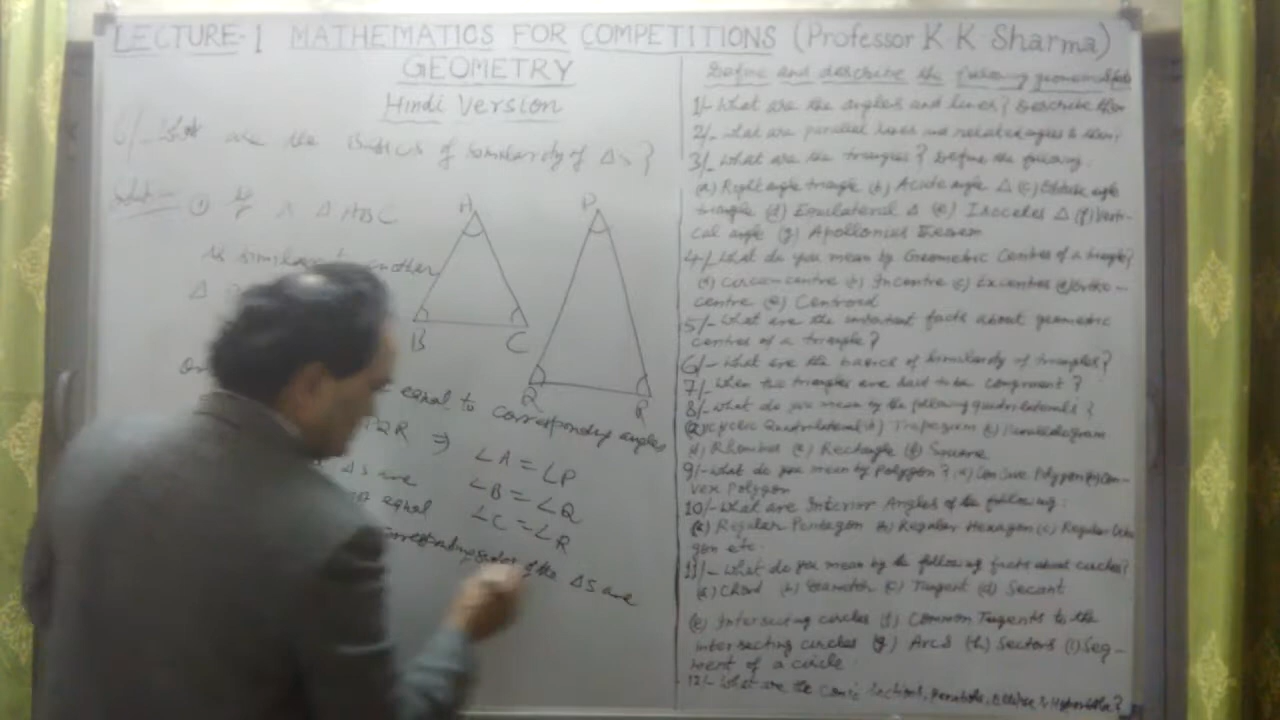 LECTURE-1 MATHEMATICS FOR COMPETITIONS (Professor K K Sharma)
GEOMETRY
Hindi Version
6/- What are the Basics of Similarity of Δs?
① If A Δ ABC
is similar to another
Δ
A
B
C
P
Q
R
equal to corresponding angles
PQR ⇒ ∠A = ∠P
Δs are ∠B = ∠Q
equal ∠C = ∠R
Corresponding sides of the ΔS are
Define and describe the following geometrical
1/- What are the angles and lines? Describe
2/- What are parallel lines and related angles to them?
3/- What are the triangles? Define the following:
(a) Right angle triangle (b) Acute angle Δ (c) Obtuse angle
triangle (d) Equilateral Δ (e) Isoceles Δ (f) Verti-
cal angle (g) Apollonius
4/- What do you mean by Geometric Centres of a triangle?
(a) Circumcentre (b) Incentre (c) Excentres (d) Ortho-
centre (e) Centroid
5/- What are the important facts about geometric
centres of a triangle?
6/- What are the basics of Similarity of triangles?
7/- When two triangles are said to be congruent?
8/- What do you mean by the following quadrilaterals?
(a) Cyclic Quadrilateral (b) Trapezium (c) Parallelogram
(d) Rhombus (e) Rectangle (f) Square
9/- What do you mean by Polygon? (a) Concave Polygon (b) Con-
vex Polygon
10/- What are Interior Angles of the following:
(a) Regular Pentagon (b) Regular Hexagon (c) Regular
gon etc.
11/- What do you mean by the following facts about circles?
(a) Chord (b) Diameter (c) Tangent (d) Secant
(e) Intersecting circles (f) Common Tangents to the
intersecting circles (g) Arcs (h) Sectors (i) Seg-
ment of a circle
12/- What are the conic Sections, Parabola, Ellipse & Hyperbola?